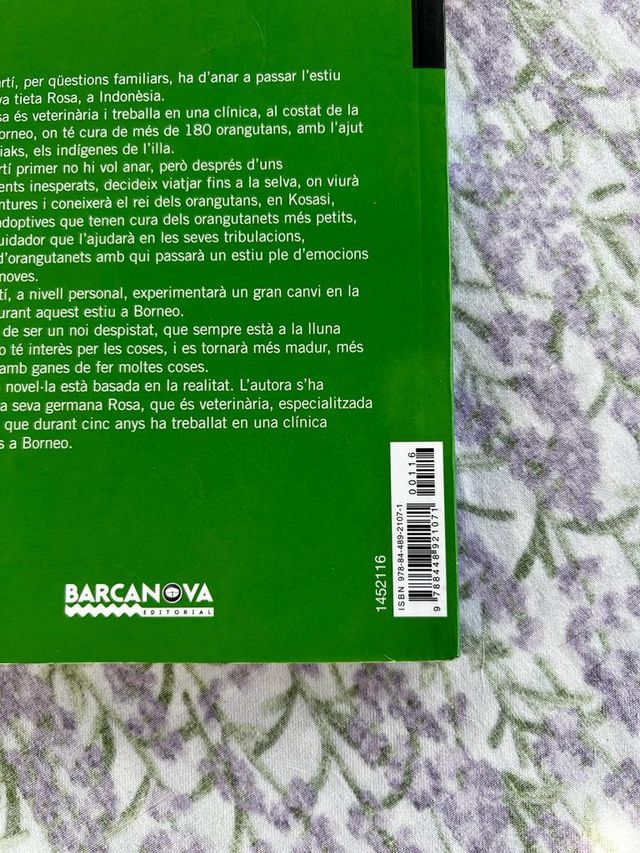 rtí, per qüestions familiars, ha d'anar a passar l'estiu
va tieta Rosa, a Indonèsia.
sa és veterinària i treballa en una clínica, al costat de la
orneo, on té cura de més de 180 orangutans, amb l'ajut
iaks, els indígenes de l'illa.
rtí primer no hi vol anar, però després d'uns
ents inesperats, decideix viatjar fins a la selva, on viurà
ntures i coneixerà el rei dels orangutans, en Kosasi,
adoptives que tenen cura dels orangutanets més petits,
uidador que l'ajudarà en les seves tribulacions,
d'orangutanets amb qui passarà un estiu ple d'emocions
noves.
tí, a nivell personal, experimentarà un gran canvi en la
urant aquest estiu a Borneo.
de ser un noi despistat, que sempre està a la lluna
o té interès per les coses, i es tornarà més madur, més
amb ganes de fer moltes coses.
novel·la està basada en la realitat. L'autora s'ha
a seva germana Rosa, que és veterinària, especialitzada
que durant cinc anys ha treballat en una clínica
s a Borneo.
BARCANOVA
EDITORIAL
1452116
ISBN 978-84-489-2107-1
9 788448 921071
00116